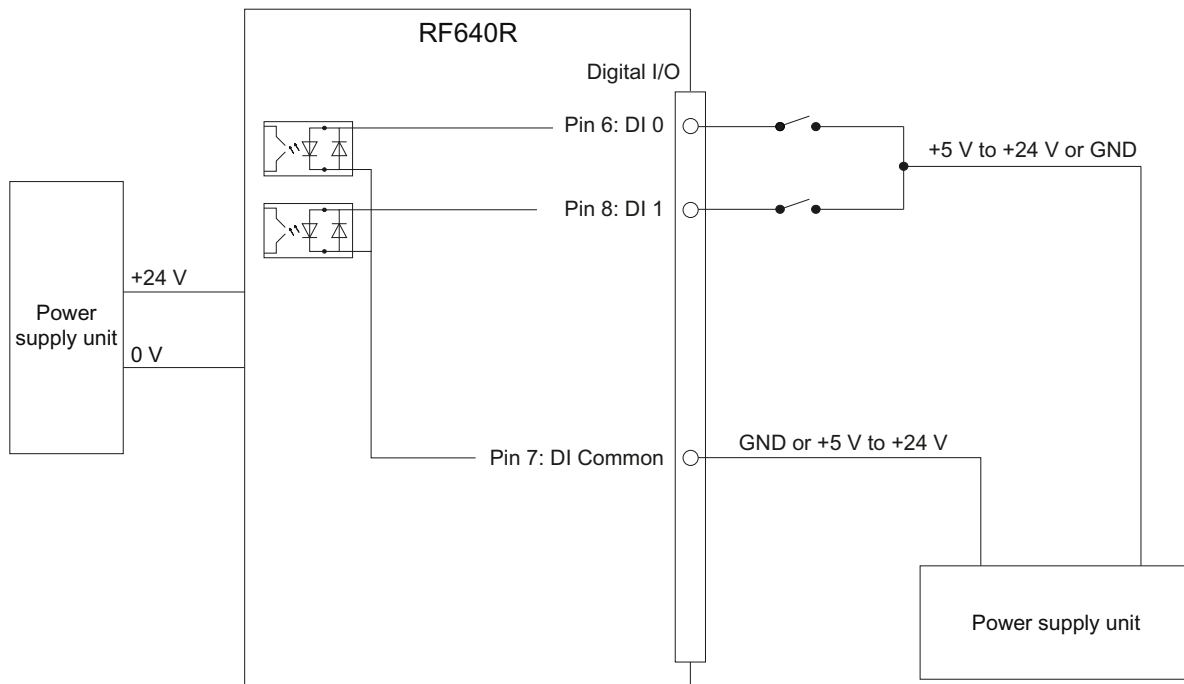 RF640R
Digital I/O
Pin 6: DI 0
+5 V to +24 V or GND
Pin 8: DI 1
+24 V
Power
supply unit
0 V
GND or +5 V to +24 V
Pin 7: DI Common
Power supply unit